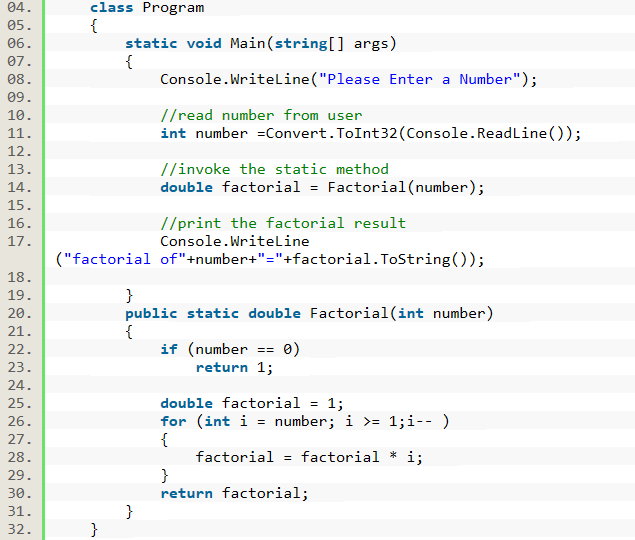 04. class Program
05. {
06. static void Main(string[] args)
07. {
08. Console.WriteLine("Please Enter a Number");
09.
10. //read number from user
11. int number =Convert.ToInt32(Console.ReadLine());
12.
13. //invoke the static method
14. double factorial = Factorial(number);
15.
16. //print the factorial result
17. Console.WriteLine
("factorial of"+number+"="+factorial.ToString());
18.
19. }
20. public static double Factorial(int number)
21. {
22. if (number == 0)
23. return 1;
24.
25. double factorial = 1;
26. for (int i = number; i >= 1;i-- )
27. {
28. factorial = factorial * i;
29. }
30. return factorial;
31. }
32. }